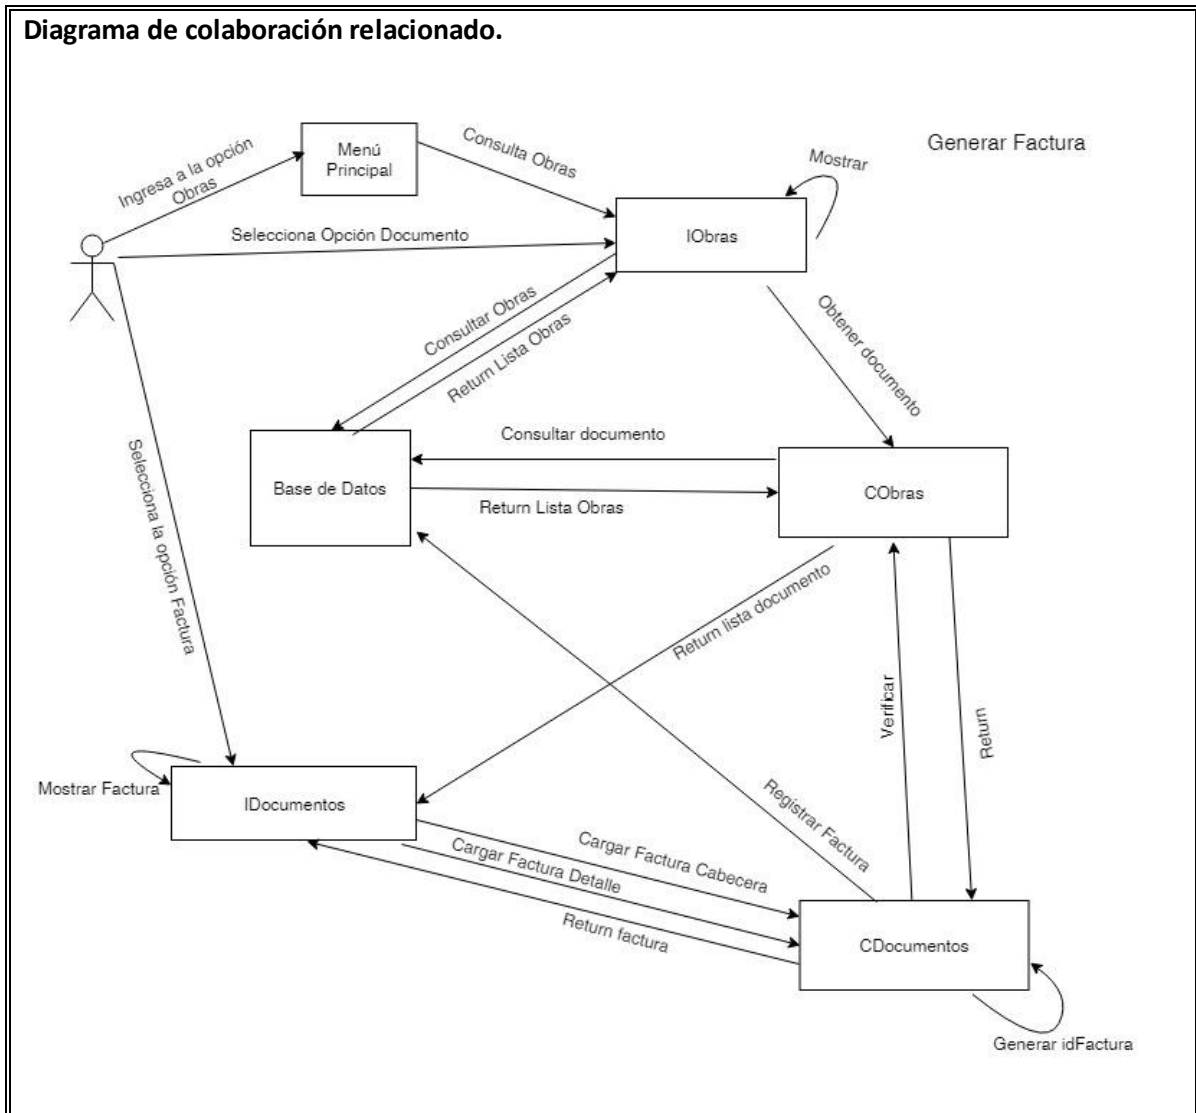 Diagrama de colaboración relacionado.
Generar Factura
Ingresa a la opción
Obras
Menú
Principal
Consulta Obras
Mostrar
IObras
Selecciona Opción Documento
Consultar Obras
Return Lista Obras
Obtener documento
Consultar documento
Base de Datos
CObras
Return Lista Obras
Selecciona la opción Factura
Return lista documento
Verificar
Return
Mostrar Factura
IDocumentos
Registrar Factura
Cargar Factura Cabecera
Cargar Factura Detalle
Return factura
CDocumentos
Generar idFactura